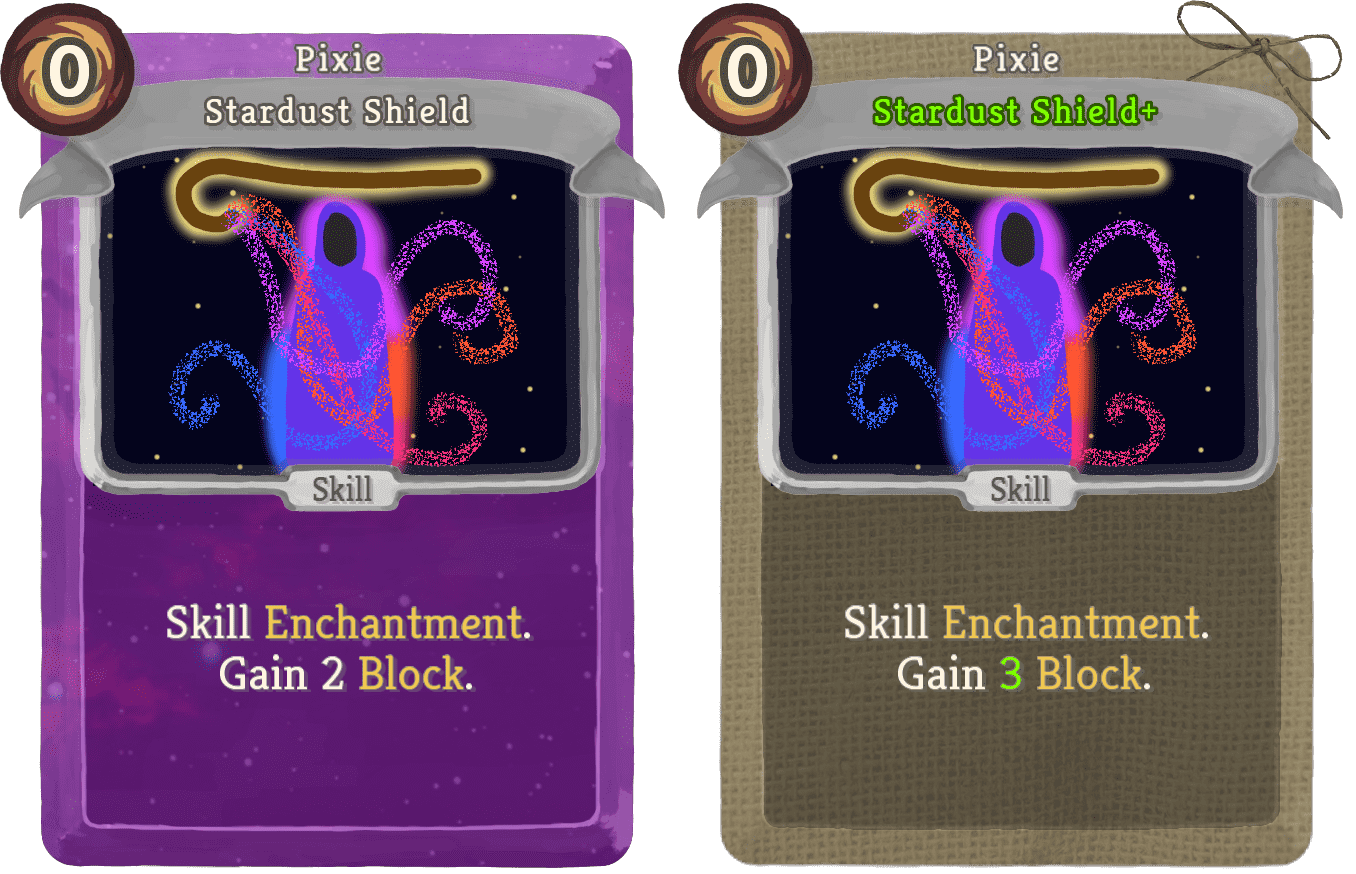 0
Pixie
Stardust Shield
Skill
Skill Enchantment.
Gain 2 Block.
0
Pixie
Stardust Shield+
Skill
Skill Enchantment.
Gain 3 Block.